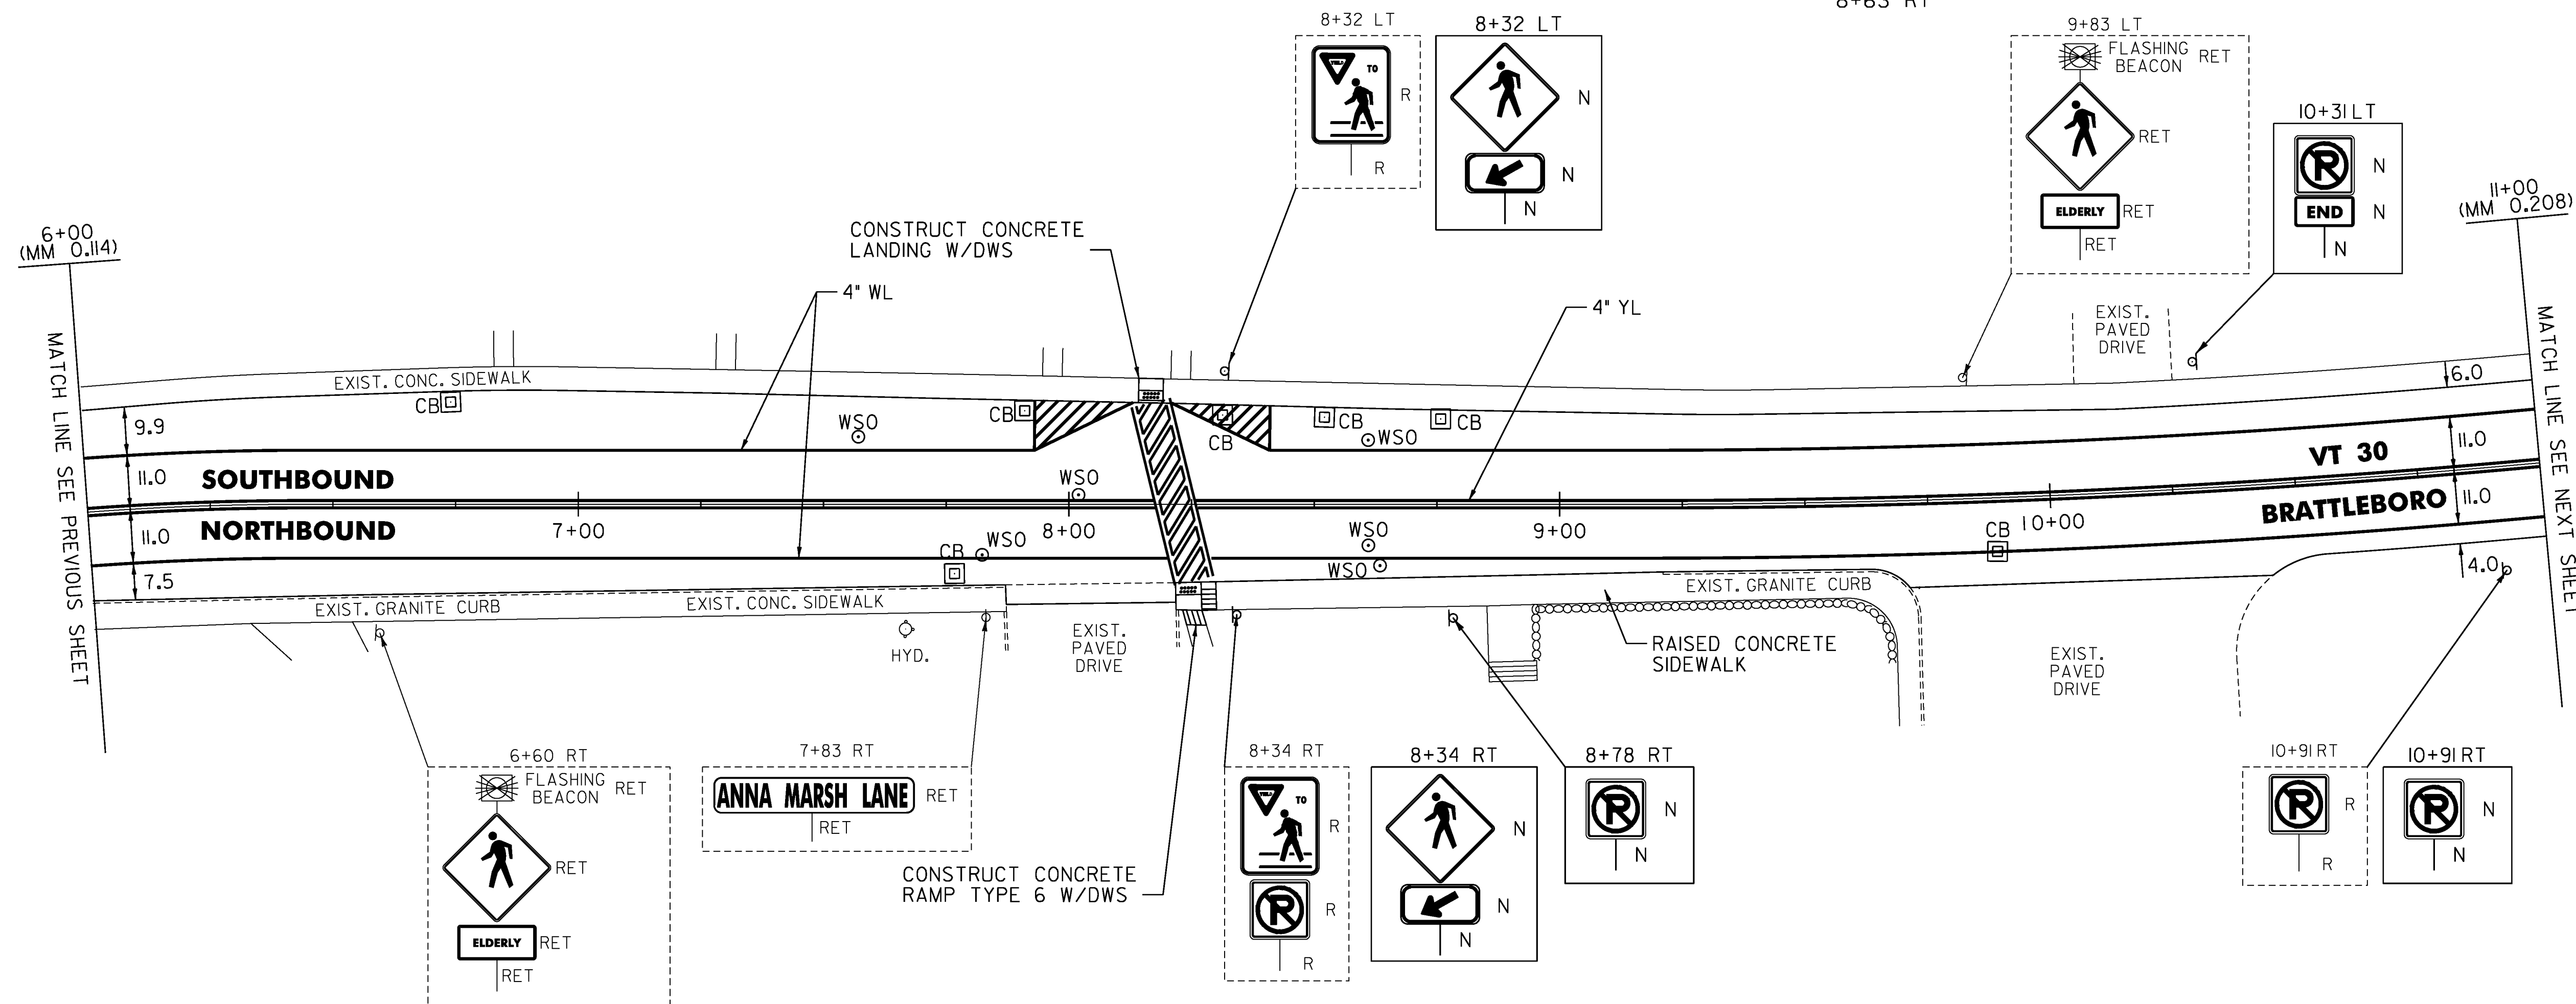 8+63 RT
8+32 LT
YIELD
TO
R
R
8+32 LT
N
N
N
9+83 LT
FLASHING
BEACON
RET
RET
ELDERLY
RET
RET
10+31 LT
P
N
END
N
N
6+00
(MM 0.114)
11+00
(MM 0.208)
CONSTRUCT CONCRETE
LANDING W/DWS
4" WL
4" YL
EXIST.
PAVED
DRIVE
MATCH LINE SEE PREVIOUS SHEET
MATCH LINE SEE NEXT SHEET
EXIST. CONC. SIDEWALK
6.0
CB
CB
CB
CB
CB
WSO
WSO
9.9
11.0
SOUTHBOUND
WSO
VT 30
11.0
11.0
NORTHBOUND
7+00
8+00
9+00
10+00
BRATTLEBORO
11.0
CB
WSO
WSO
WSO
CB
7.5
4.0
EXIST. GRANITE CURB
EXIST. CONC. SIDEWALK
EXIST. GRANITE CURB
HYD.
EXIST.
PAVED
DRIVE
RAISED CONCRETE
SIDEWALK
EXIST.
PAVED
DRIVE
6+60 RT
FLASHING
BEACON
RET
RET
ELDERLY
RET
RET
7+83 RT
ANNA MARSH LANE
RET
RET
CONSTRUCT CONCRETE
RAMP TYPE 6 W/DWS
8+34 RT
YIELD
TO
R
P
R
R
8+34 RT
N
N
N
8+78 RT
P
N
N
10+91 RT
P
R
R
10+91 RT
P
N
N